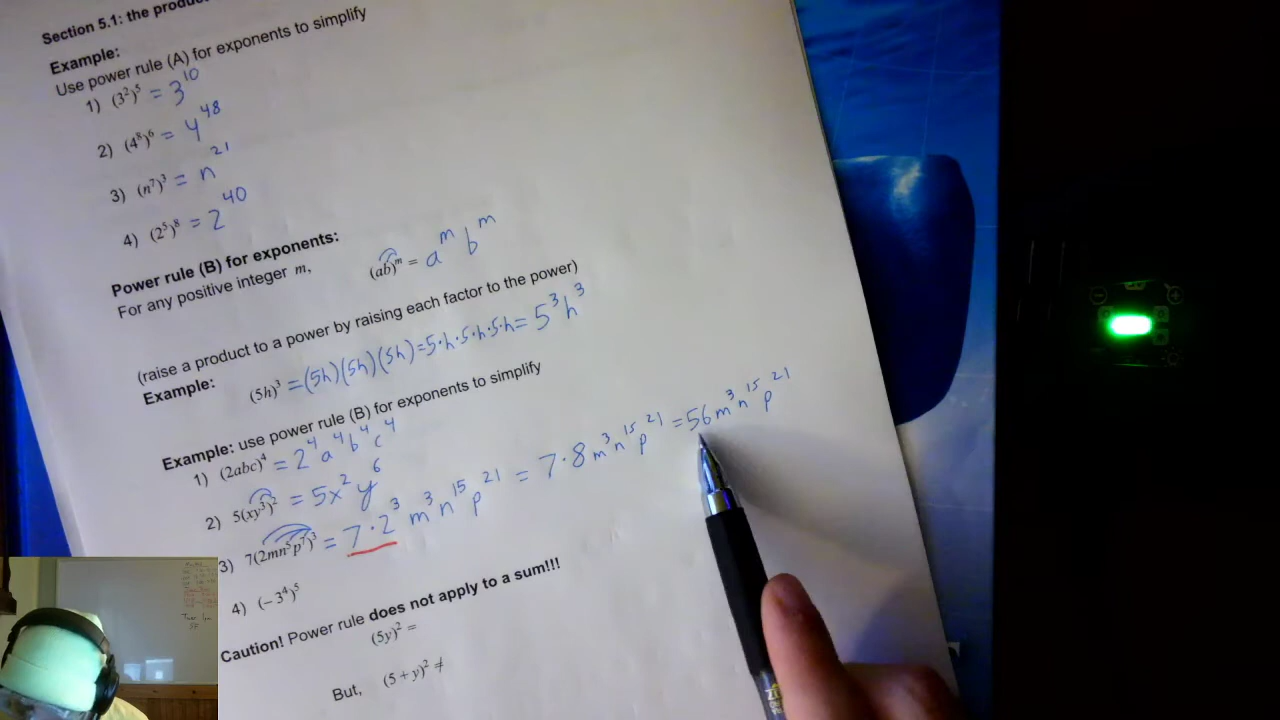 Section 5.1: the product
Example:
Use power rule (A) for exponents to simplify
1) (3²)⁵ = 3¹⁰
2) (4⁸)⁶ = 4⁴⁸
3) (n⁷)³ = n²¹
4) (2⁵)⁸ = 2⁴⁰
Power rule (B) for exponents:
For any positive integer m, (ab)ᵐ = aᵐ bᵐ
(raise a product to a power by raising each factor to the power)
Example: (5h)³ = (5h)(5h)(5h) = 5·h·5·h·5·h = 5³h³
Example: use power rule (B) for exponents to simplify
1) (2abc)⁴ = 2⁴a⁴b⁴c⁴
2) 5(xy³)² = 5x²y⁶
3) 7(2mn⁵p⁷)³ = 7·2³ m³n¹⁵p²¹ = 7·8m³n¹⁵p²¹ = 56m³n¹⁵p²¹
4) (-3⁴)⁵
Caution! Power rule does not apply to a sum!!!
(5y)² =
But, (5 + y)² ≠